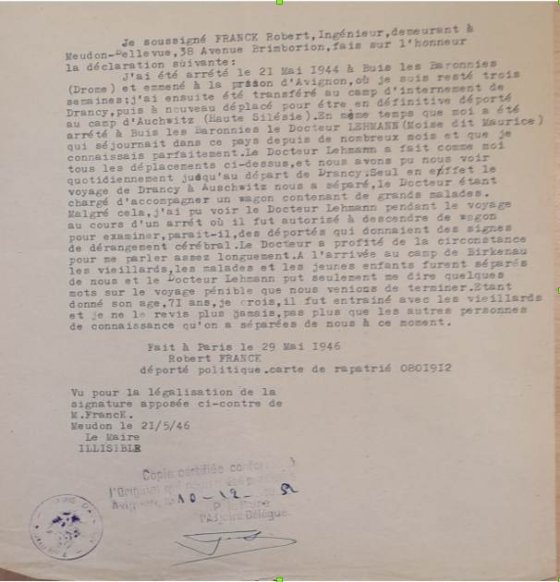 Je soussigné FRANCK Robert,Ingénieur,demeurant à
Meudon-Bellevue,38 Avenue Brimborion,fais sur l'honneur
la déclaration suivante:
J'ai été arrêté le 21 Mai 1944 à Buis les Baronnies
(Drome) et emmené à la prison d'Avignon,où je suis resté trois
semaines;j'ai ensuite été transféré au camp d'internement de
Drancy,puis à nouveau déplacé pour être en définitive déporté
au camp d'Auchwitz (Haute Silésie).En même temps que moi a été
arrêté à Buis les Baronnies le Docteur LEHMANN(Moise dit Maurice)
qui séjournait dans ce pays depuis de nombreux mois et que je
connaissais parfaitement.Le Docteur Lehmann a fait comme moi
tous les déplacements ci-dessus,et nous avons pu nous voir
quotidiennement juéqu'au départ de Drancy.Seul en effet le
voyage de Drancy à Auschwitz nous a séparé,le Docteur étant
chargé d'accompagner un wagon contenant de grands malades.
Malgré cela,j'ai pu voir le Docteur Lehmann pendant le voyage
au cours d'un arrêt où il fut autorisé à descendre de wagon
pour examiner,parait-il,des déportés qui donnaient des signes
de dérangement cérébral.Le Docteur a profité de la circonstance
pour me parler assez longuement.A l'arrivée au camp de Birkenau
les vieillards,les malades et les jeunes enfants furent séparés
de nous et le Docteur Lehmann put seulement me dire quelques
mots sur le voyage pénible que nous venions de terminer.Etant
donné son age,71 ans,je crois,il fut entrainé avec les vieillards
et je ne le revis plus jamais,pas plus que les autres personnes
de connaissance qu'on a séparées de nous à ce moment.
Fait à Paris le 29 Mai 1946
Robert FRANCK
déporté politique.carte de rapatrié 0801912
Vu pour la légalisation de la
signature apposée ci-contre de
M.FrancK.
Meudon le 21/5/46
Le Maire
ILLISIBLE
Copie certifiée conforme à
l'Original
Avignon, le 10-12- 52
P. le Maire
l'Adjoint Délégué